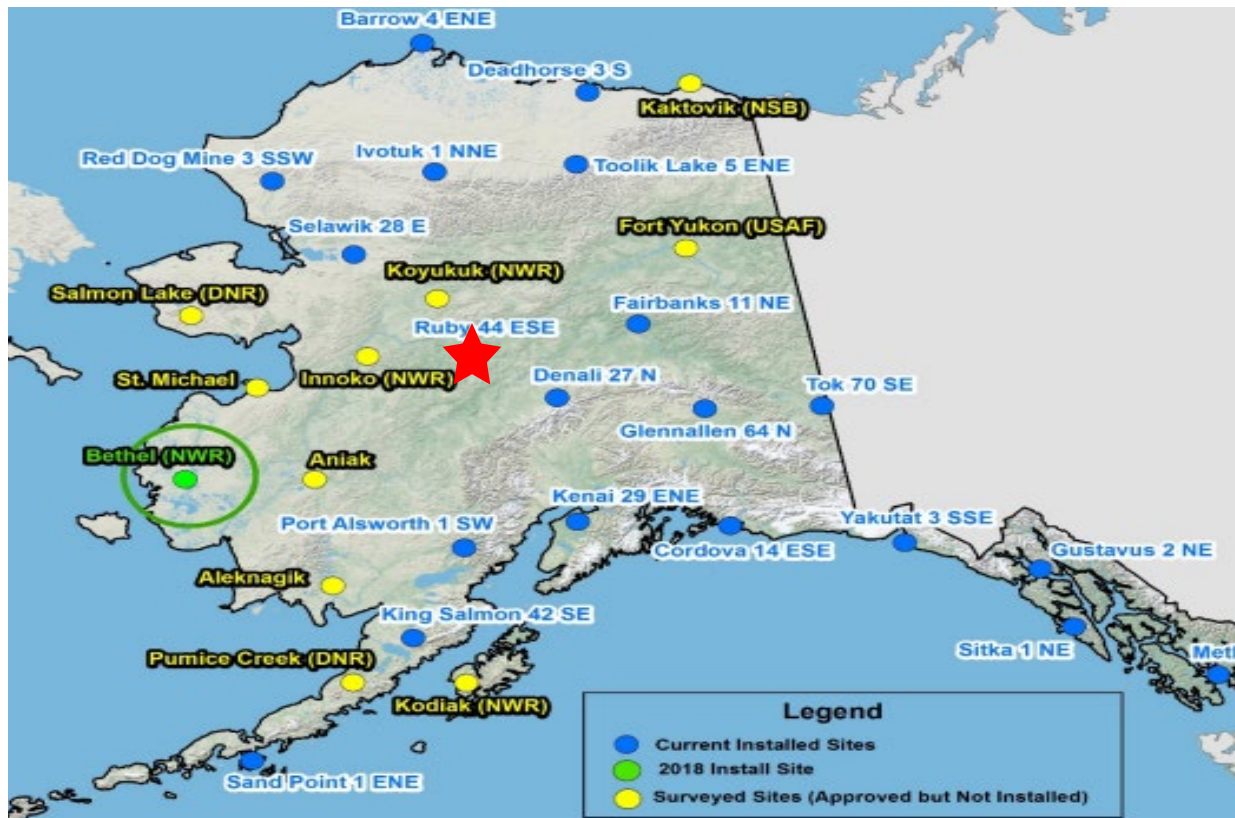 Barrow 4 ENE
Deadhorse 3 S
Kaktovik (NSB)
Red Dog Mine 3 SSW
Ivotuk 1 NNE
Toolik Lake 5 ENE
Selawik 28 E
Fort Yukon (USAF)
Koyukuk (NWR)
Salmon Lake (DNR)
Fairbanks 11 NE
Ruby 44 ESE
St. Michael
Innoko (NWR)
Denali 27 N
Tok 70 SE
Glennallen 64 N
Bethel (NWR)
Aniak
Kenai 29 ENE
Port Alsworth 1 SW
Cordova 14 ESE
Yakutat 3 SSE
Gustavus 2 NE
Aleknagik
King Salmon 42 SE
Sitka 1 NE
Pumice Creek (DNR)
Kodiak (NWR)
Sand Point 1 ENE
Legend
Current Installed Sites
2018 Install Site
Surveyed Sites (Approved but Not Installed)